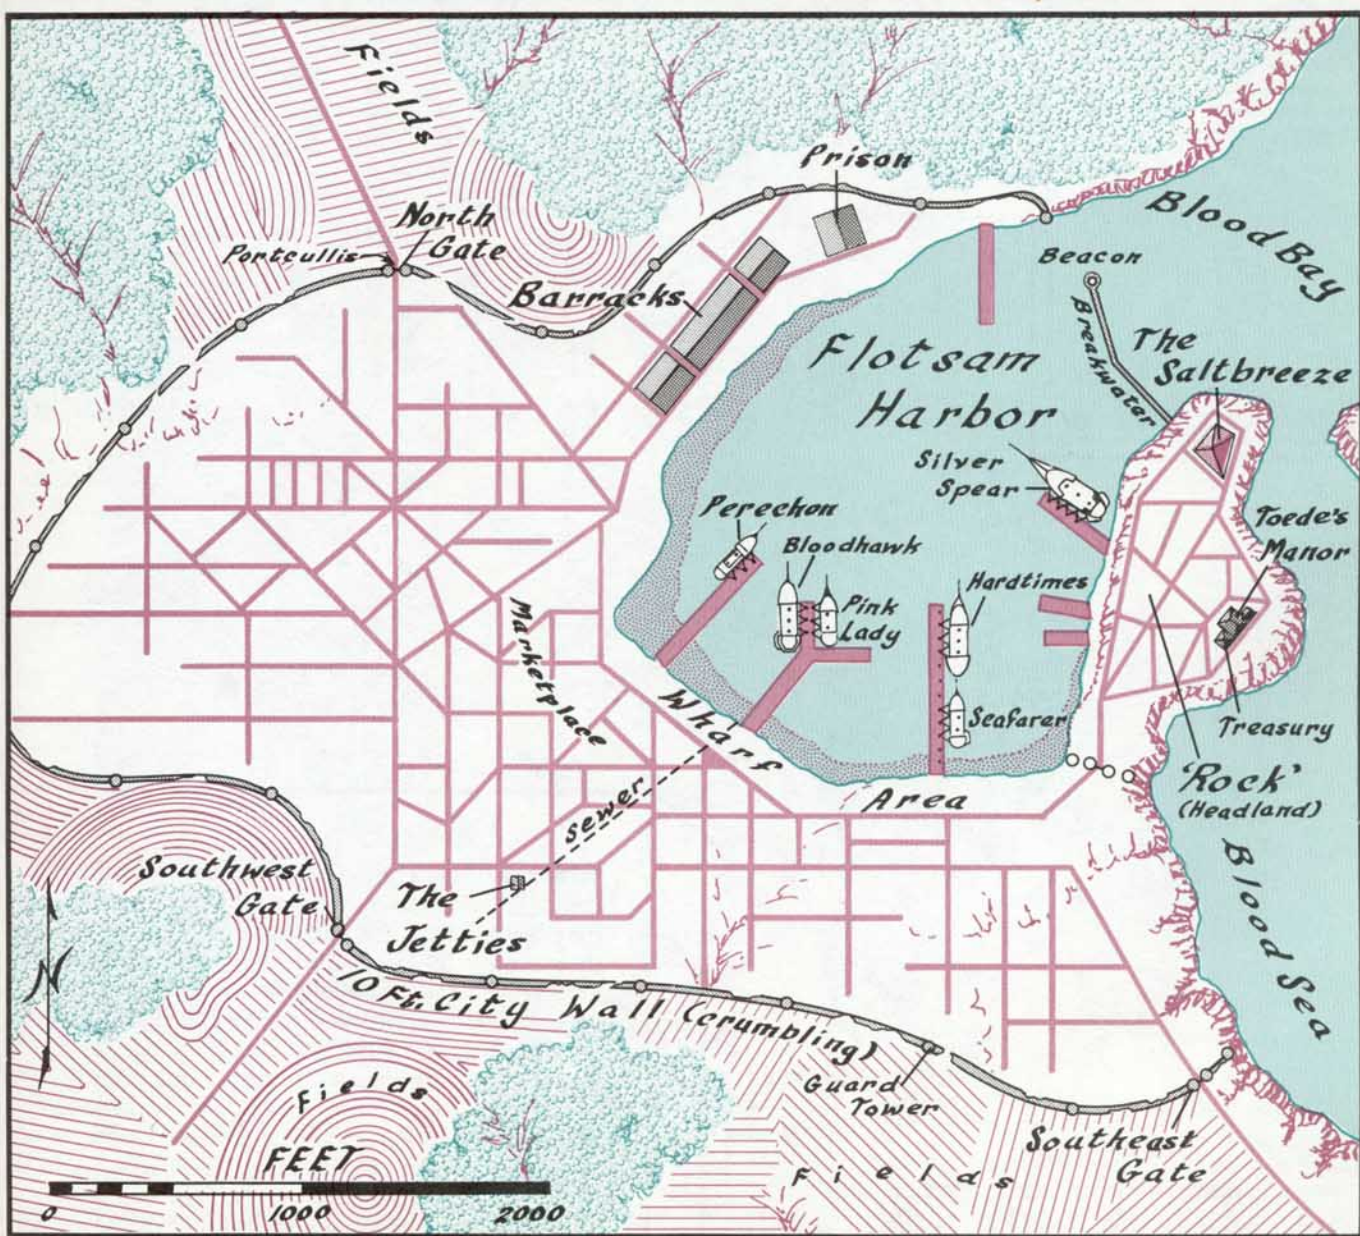 Fields
Prison
North
Gate
Portcullis
Barracks
Blood Bay
Beacon
Breakwater
The
Saltbreeze
Flotsam
Harbor
Silver
Spear
Perechon
Bloodhawk
Hardtimes
Toede's
Manor
Pink
Lady
Marketplace
Wharf
Area
Seafarer
Treasury
'Rock'
(Headland)
sewer
Southwest
Gate
The
Jetties
Blood Sea
N
10 Ft. City Wall (crumbling)
Guard
Tower
Southeast
Gate
Fields
Fields
FEET
0 1000 2000